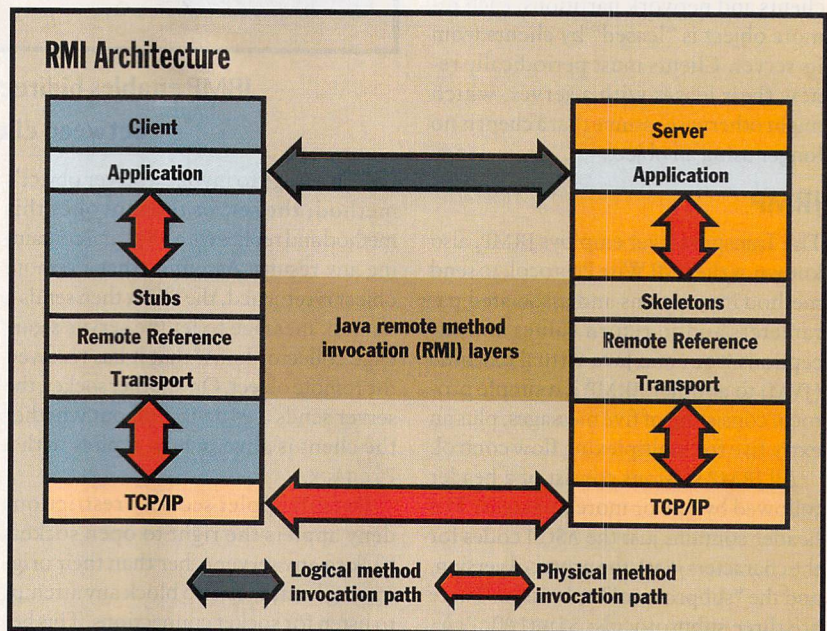 RMI Architecture
Client
Application
Stubs
Remote Reference
Transport
TCP/IP
Server
Application
Skeletons
Remote Reference
Transport
TCP/IP
Java remote method
invocation (RMI) layers
Logical method
invocation path
Physical method
invocation path